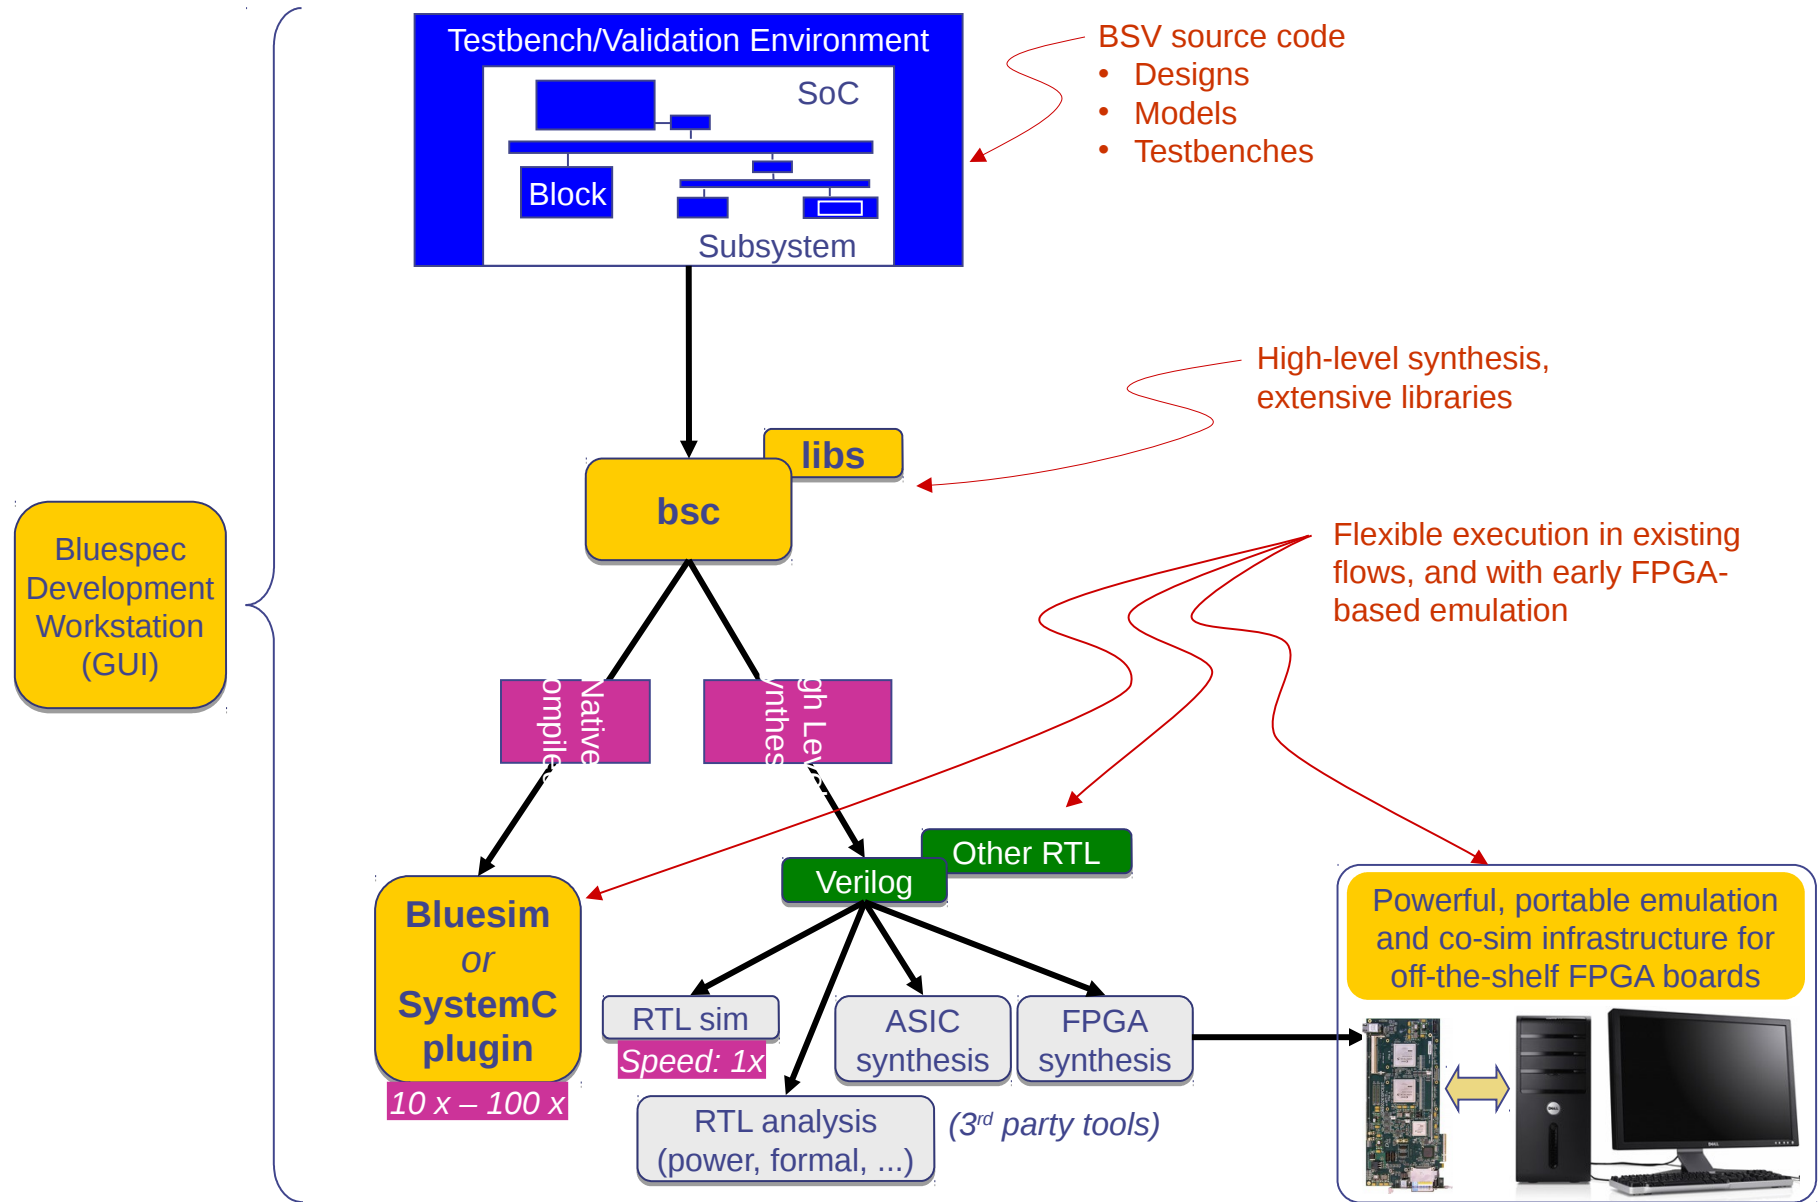 Testbench/Validation Environment
SoC
Block
Subsystem
BSV source code
• Designs
• Models
• Testbenches
High-level synthesis,
extensive libraries
libs
bsc
Bluespec
Development
Workstation
(GUI)
Flexible execution in existing
flows, and with early FPGA-
based emulation
Native
Other RTL
Verilog
Bluesim
or
SystemC
plugin
10 x – 100 x
RTL sim
Speed: 1x
ASIC
synthesis
FPGA
synthesis
RTL analysis
(power, formal, ...)
(3rd party tools)
Powerful, portable emulation
and co-sim infrastructure for
off-the-shelf FPGA boards